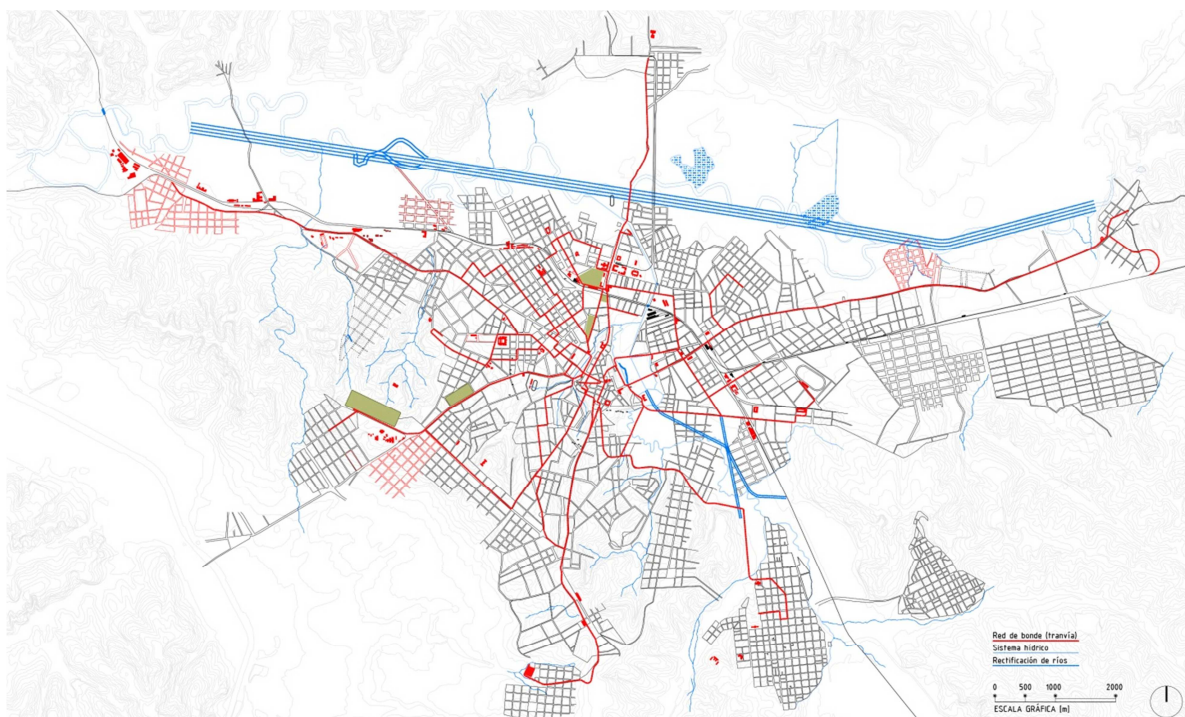 Red de bonde (tranvía)
Sistema hídrico
Rectificación de ríos
0 500 1000 2000
ESCALA GRÁFICA [m]